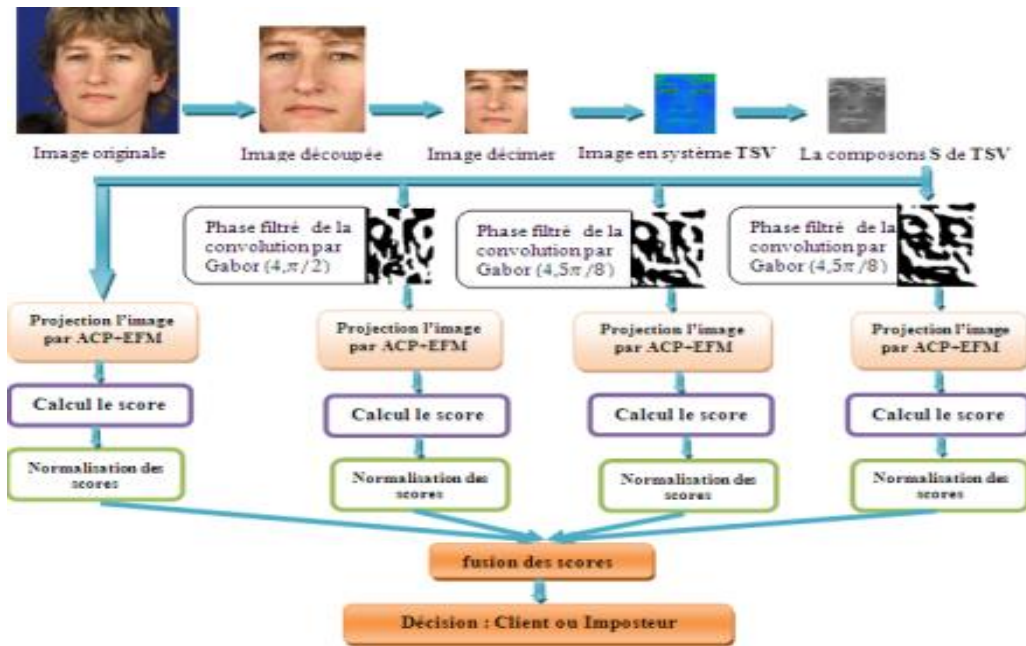 Image originale
Image découpée
Image décimer
Image en système TSV
La composons S de TSV
Phase filtré de la
convolution par
Gabor (4,π/2)
Phase filtré de la
convolution par
Gabor (4,5π/8)
Phase filtré de la
convolution par
Gabor (4,5π/8)
Projection l'image
par ACP+EFM
Projection l'image
par ACP+EFM
Projection l'image
par ACP+EFM
Projection l'image
par ACP+EFM
Calcul le score
Calcul le score
Calcul le score
Calcul le score
Normalisation des
scores
Normalisation des
scores
Normalisation des
scores
Normalisation des
scores
fusion des scores
Décision : Client ou Imposteur